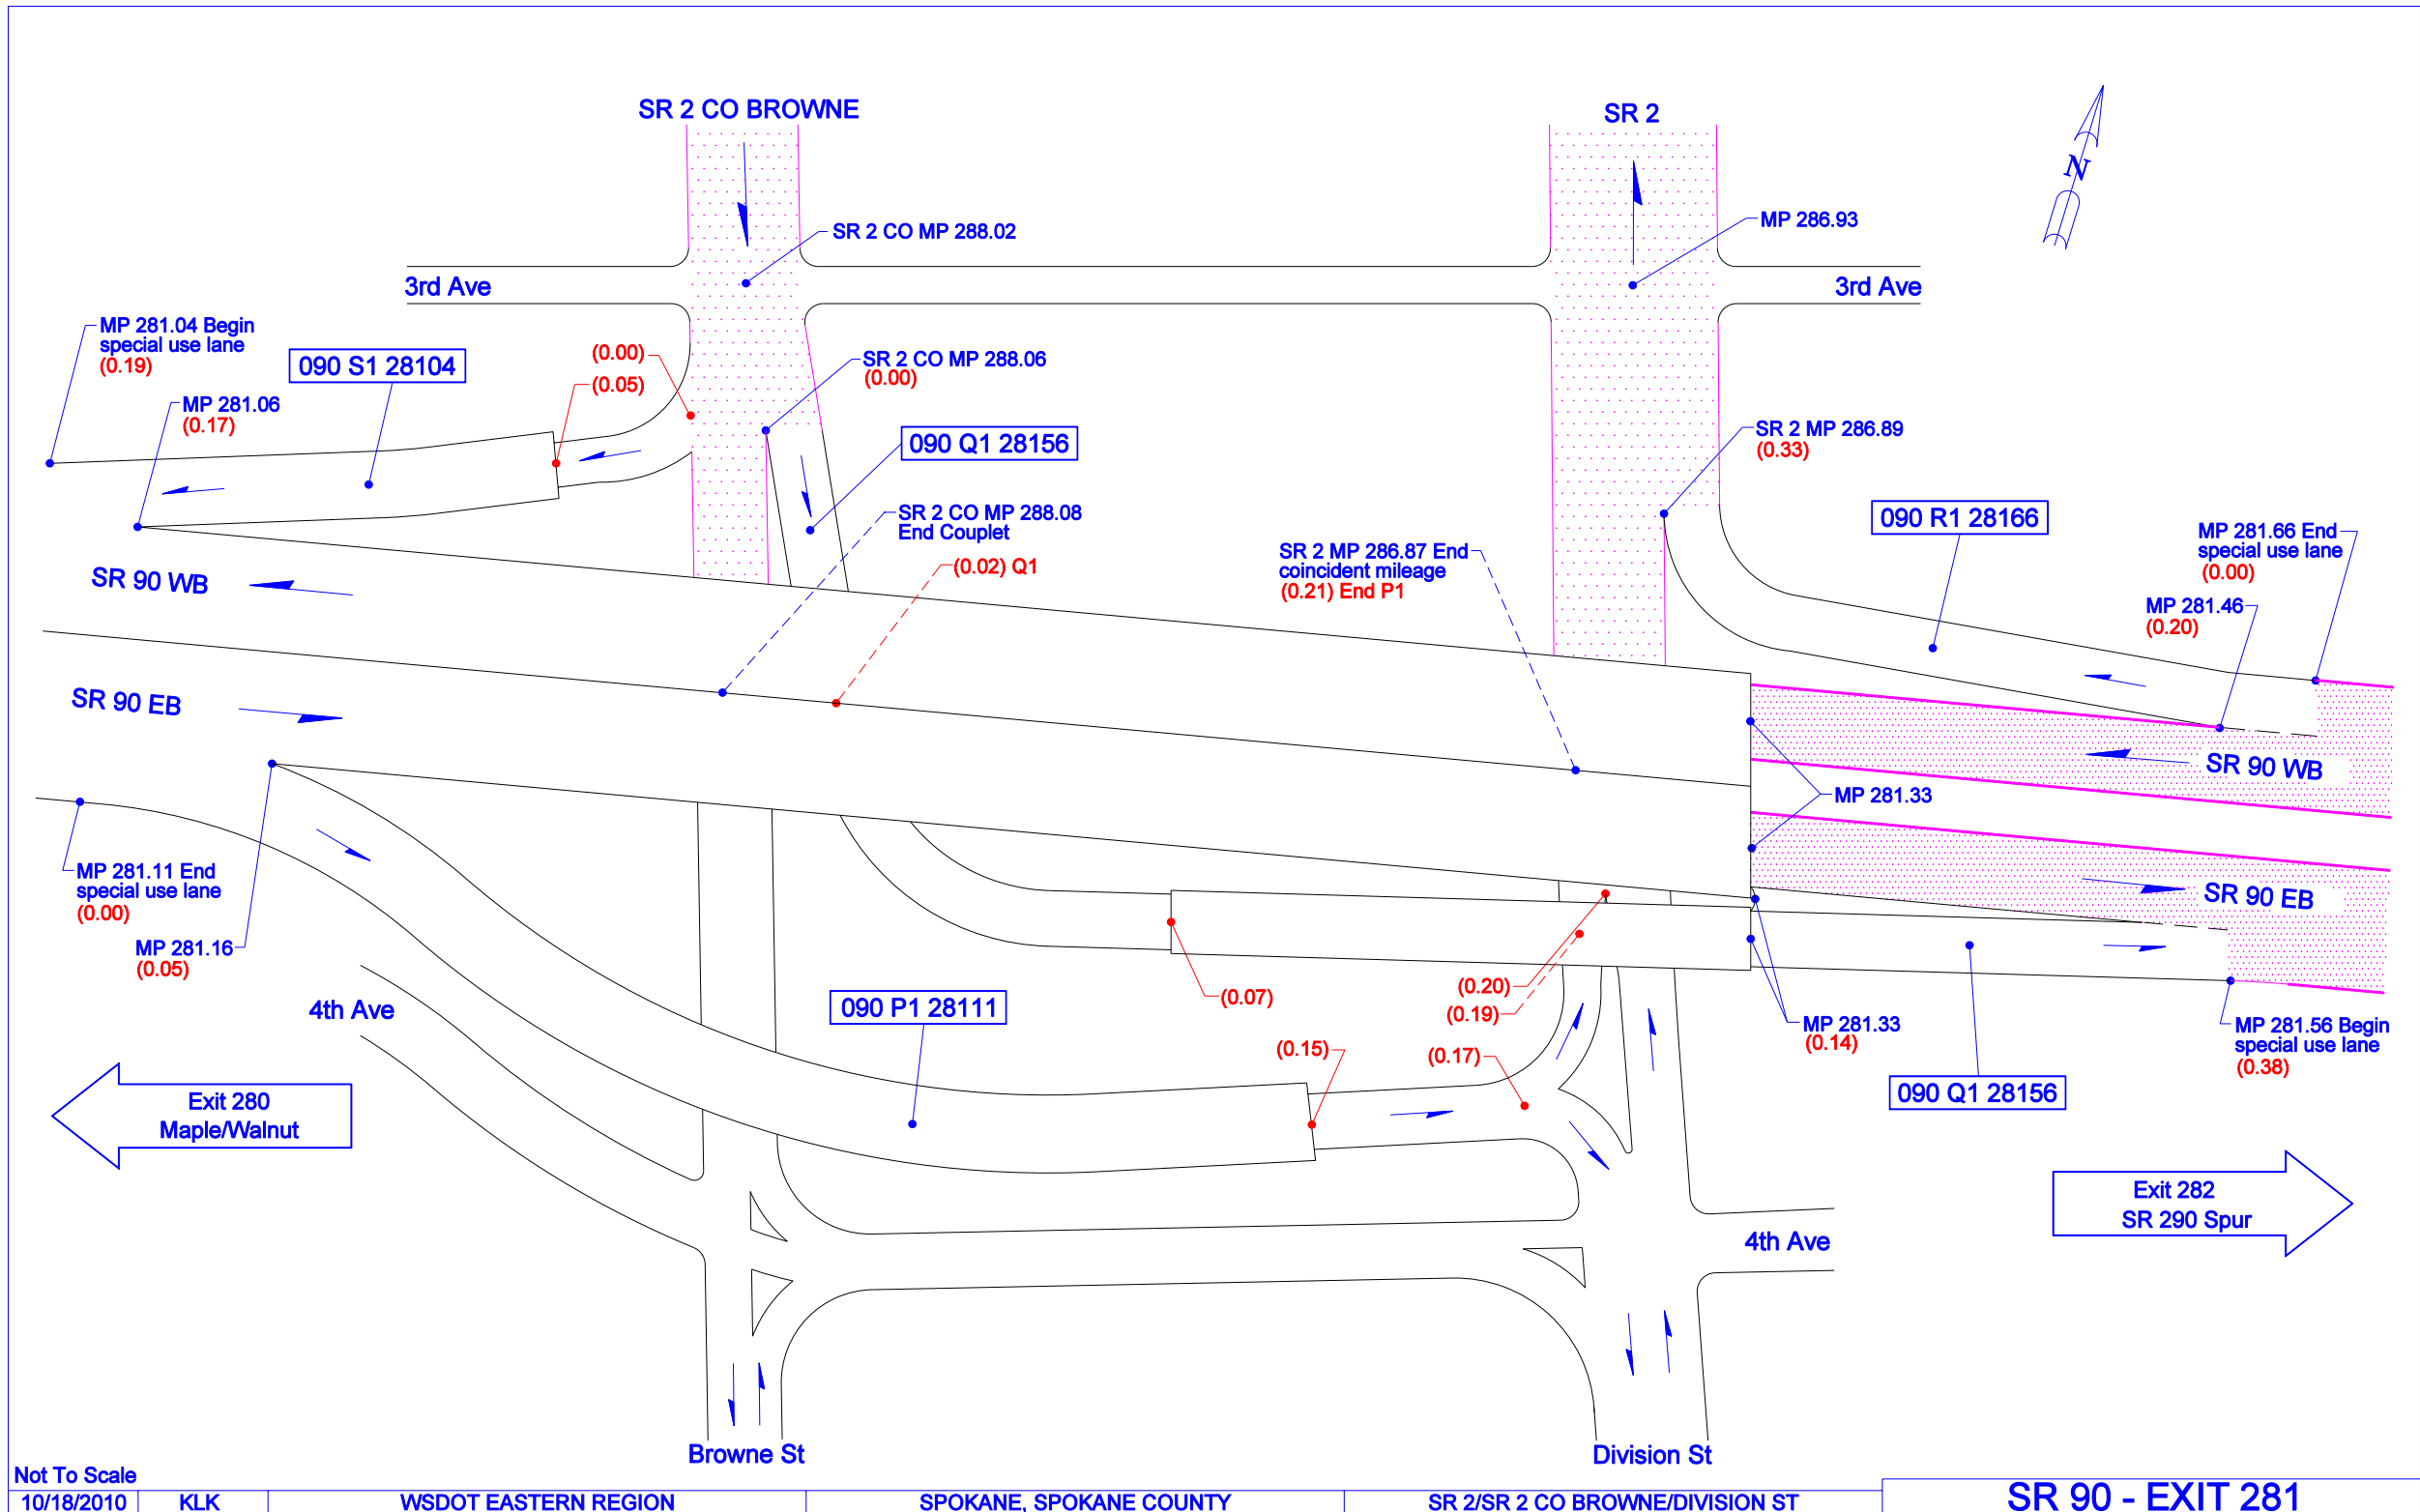 SR 2 CO BROWNE
SR 2
N
SR 2 CO MP 288.02
MP 286.93
3rd Ave
3rd Ave
MP 281.04 Begin
special use lane
(0.19)
090 S1 28104
(0.00)
(0.05)
SR 2 CO MP 288.06
(0.00)
MP 281.06
(0.17)
090 Q1 28156
SR 2 MP 286.89
(0.33)
SR 2 CO MP 288.08
End Couplet
(0.02) Q1
SR 2 MP 286.87 End
coincident mileage
(0.21) End P1
090 R1 28166
MP 281.66 End
special use lane
(0.00)
MP 281.46
(0.20)
SR 90 WB
SR 90 EB
SR 90 WB
MP 281.33
SR 90 EB
MP 281.11 End
special use lane
(0.00)
MP 281.16
(0.05)
4th Ave
090 P1 28111
(0.07)
(0.20)
(0.19)
(0.15)
(0.17)
MP 281.33
(0.14)
MP 281.56 Begin
special use lane
(0.38)
090 Q1 28156
Exit 280
Maple/Walnut
Exit 282
SR 290 Spur
4th Ave
Browne St
Division St
Not To Scale
10/18/2010 KLK WSDOT EASTERN REGION SPOKANE, SPOKANE COUNTY SR 2/SR 2 CO BROWNE/DIVISION ST SR 90 - EXIT 281